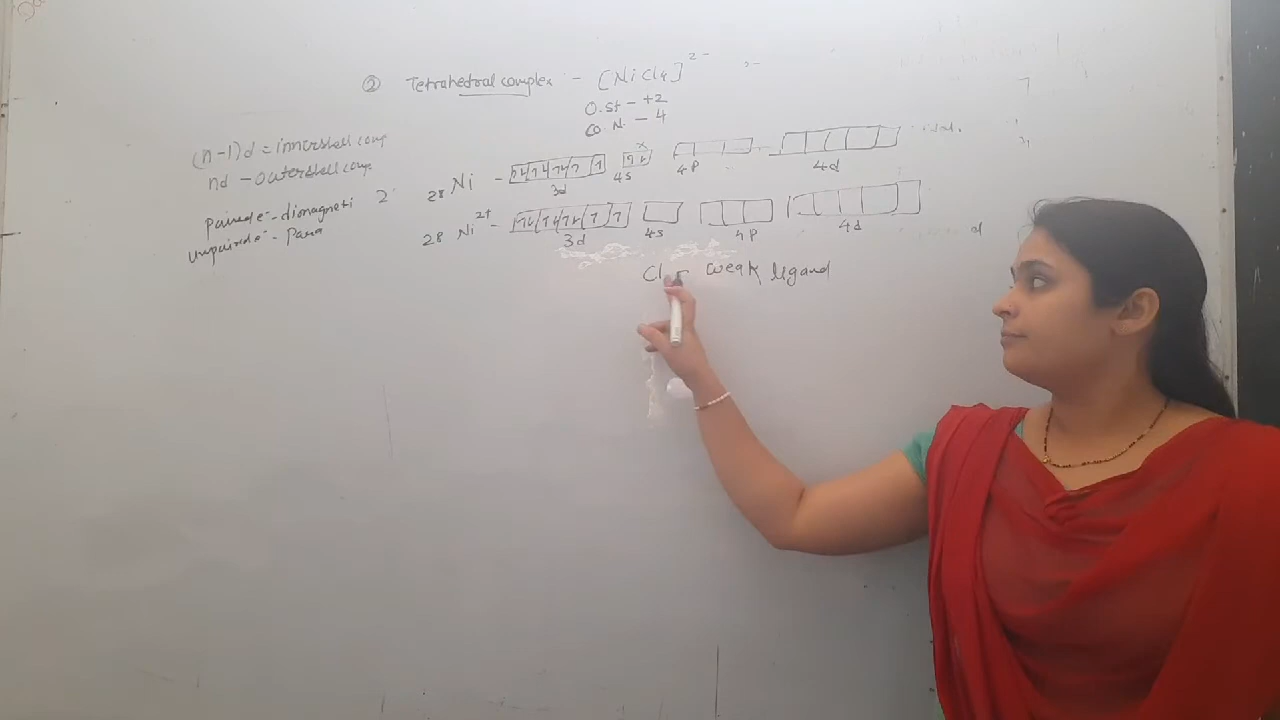 ② Tetrahedral complex - [NiCl4]2-
O.St - +2
CO.N. - 4
(n-1)d = innershell comp
nd - outershell comp.
Paired e- - dimagneti
unpaired e- - Para
28 Ni -
3d 4s 4P 4d
28 Ni2+ -
3d 4s 4P 4d
Cl - weak ligand